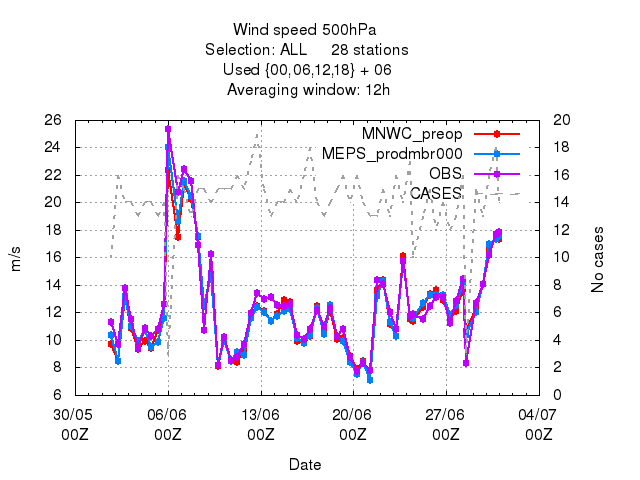 Wind speed 500hPa
Selection: ALL 28 stations
Used {00,06,12,18} + 06
Averaging window: 12h
26 20
24 18
22 16
20 14
18 12
16 10
14 8
12 6
10 4
8 2
6 0
MNWC_preop
MEPS_prodmbr000
OBS
CASES
m/s
No cases
30/05 06/06 13/06 20/06 27/06 04/07
00Z 00Z 00Z 00Z 00Z 00Z
Date